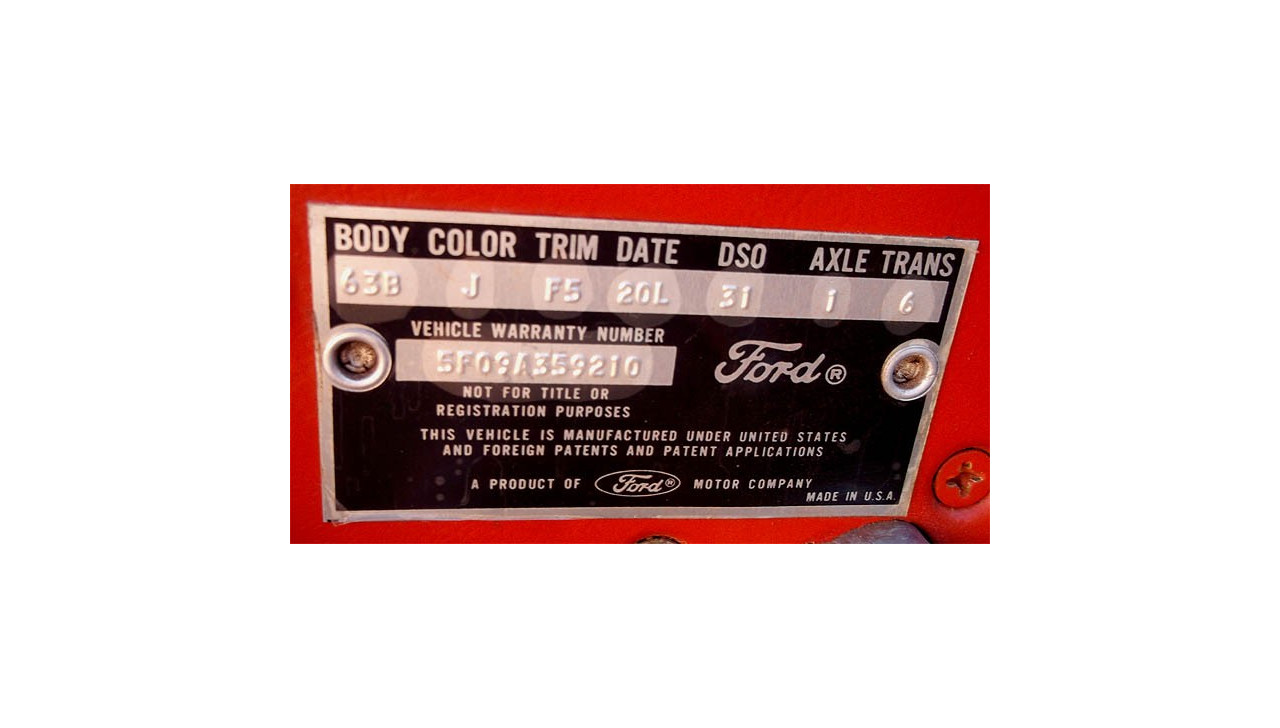 BODY COLOR TRIM DATE DSO AXLE TRANS
63B J F5 20L 31 1 6
VEHICLE WARRANTY NUMBER
5F09A359210
Ford®
NOT FOR TITLE OR
REGISTRATION PURPOSES
THIS VEHICLE IS MANUFACTURED UNDER UNITED STATES
AND FOREIGN PATENTS AND PATENT APPLICATIONS
A PRODUCT OF Ford® MOTOR COMPANY
MADE IN U.S.A.